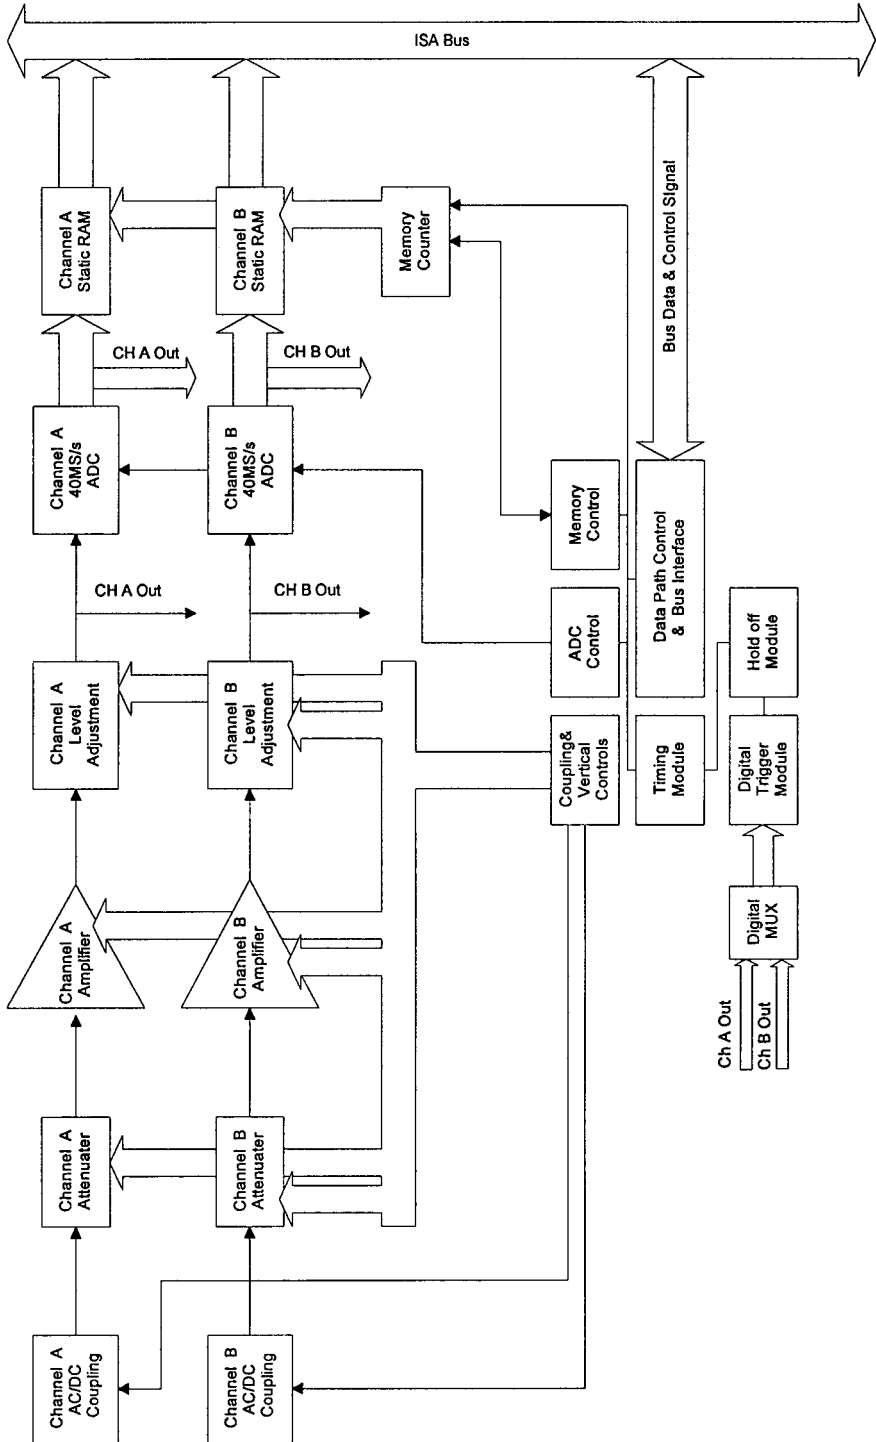 ISA Bus
Channel A
Static RAM
Channel B
Static RAM
Memory
Counter
Bus Data & Control SIgnal
CH A Out
CH B Out
Channel A
40MS/s
ADC
Channel B
40MS/s
ADC
Memory
Control
Data Path Control
& Bus Interface
CH A Out
CH B Out
ADC
Control
Hold off
Module
Channel A
Level
Adjustment
Channel B
Level
Adjustment
Coupling&
Vertical
Controls
Timing
Module
Digital
Trigger
Module
Channel A
Amplifier
Channel B
Amplifier
Digital
MUX
Ch A Out
Ch B Out
Channel A
Attenuater
Channel B
Attenuater
Channel A
AC/DC
Coupling
Channel B
AC/DC
Coupling